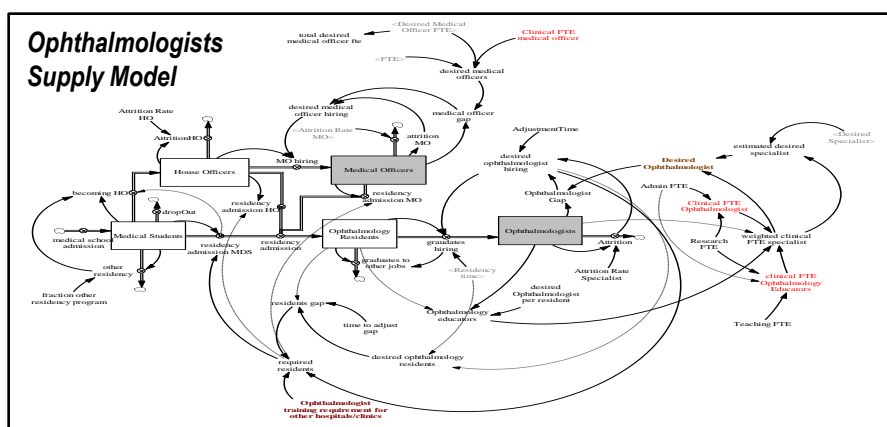 Ophthalmologists
Supply Model
<Desired Medical
Officer FTE>
total desired
medical officer fte
Clinical FTE
medical officer
<FTE>
desired medical
officers
Attrition Rate
HO
desired medical
officer hiring
medical officer
gap
<Attrition Rate
MO>
attrition
MO
AttritionHO
AdjustmentTime
<Desired
Specialist>
estimated desired
specialist
MO hiring
House Officers
Medical Officers
desired
ophthalmologist
hiring
Desired
Ophthalmologist
becoming HO
residency
admission HO
residency
admission MO
Ophthalmologist
Gap
Admin FTE
Clinical FTE
Ophthalmologist
dropOut
Medical Students
medical school
admission
residency
admission MDS
residency
admission
Ophthalmology
Residents
graudates
hiring
Ophthalmologists
Attrition
weighted clinical
FTE specialist
Research
FTE
other
residency
graduates to
other jobs
<Residency
time>
Attrition Rate
Specialist
clinical FTE
Ophthalmology
Educators
fraction other
residency program
residents gap
desired
Ophthalmologist
per resident
Ophthalmology
educators
time to adjust
gap
Teaching FTE
required
residents
desired ophthalmology
residents
Ophthalmologist
training requirement for
other hospitals/clinics